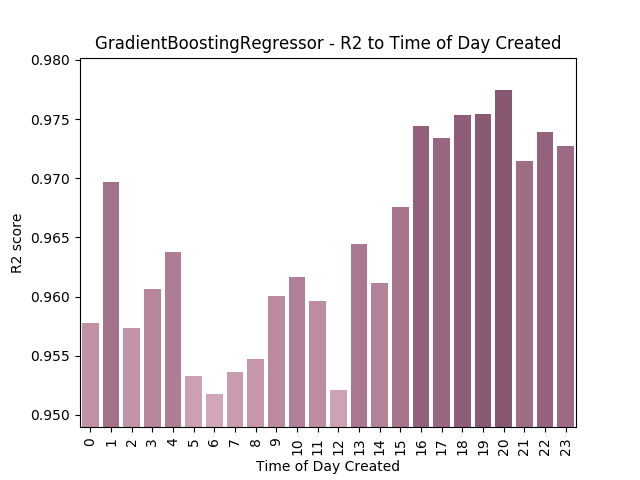 GradientBoostingRegressor - R2 to Time of Day Created
0.980
0.975
0.970
0.965
0.960
0.955
0.950
R2 score
0 1 2 3 4 5 6 7 8 9 10 11 12 13 14 15 16 17 18 19 20 21 22 23
Time of Day Created